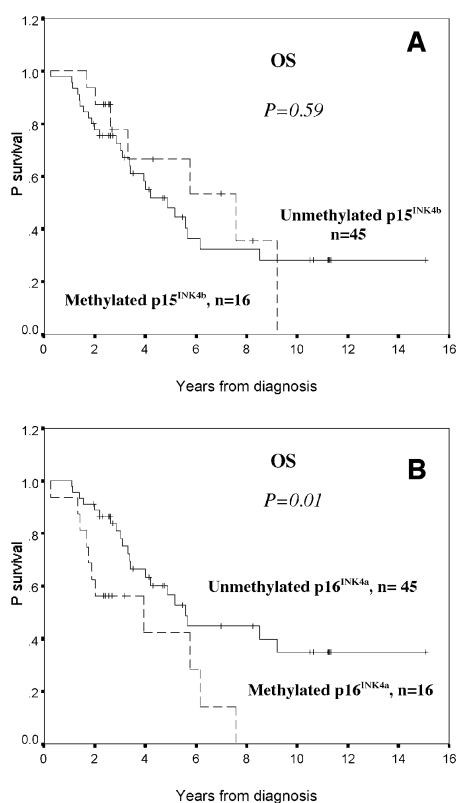 A
OS
P=0.59
1.2
1.0
.8
.6
.4
.2
0.0
P survival
Unmethylated p15INK4b
n=45
Methylated p15INK4b, n=16
0 2 4 6 8 10 12 14 16
Years from diagnosis
B
OS
P=0.01
1.2
1.0
.8
.6
.4
.2
0.0
P survival
Unmethylated p16INK4a, n= 45
Methylated p16INK4a, n=16
0 2 4 6 8 10 12 14 16
Years from diagnosis